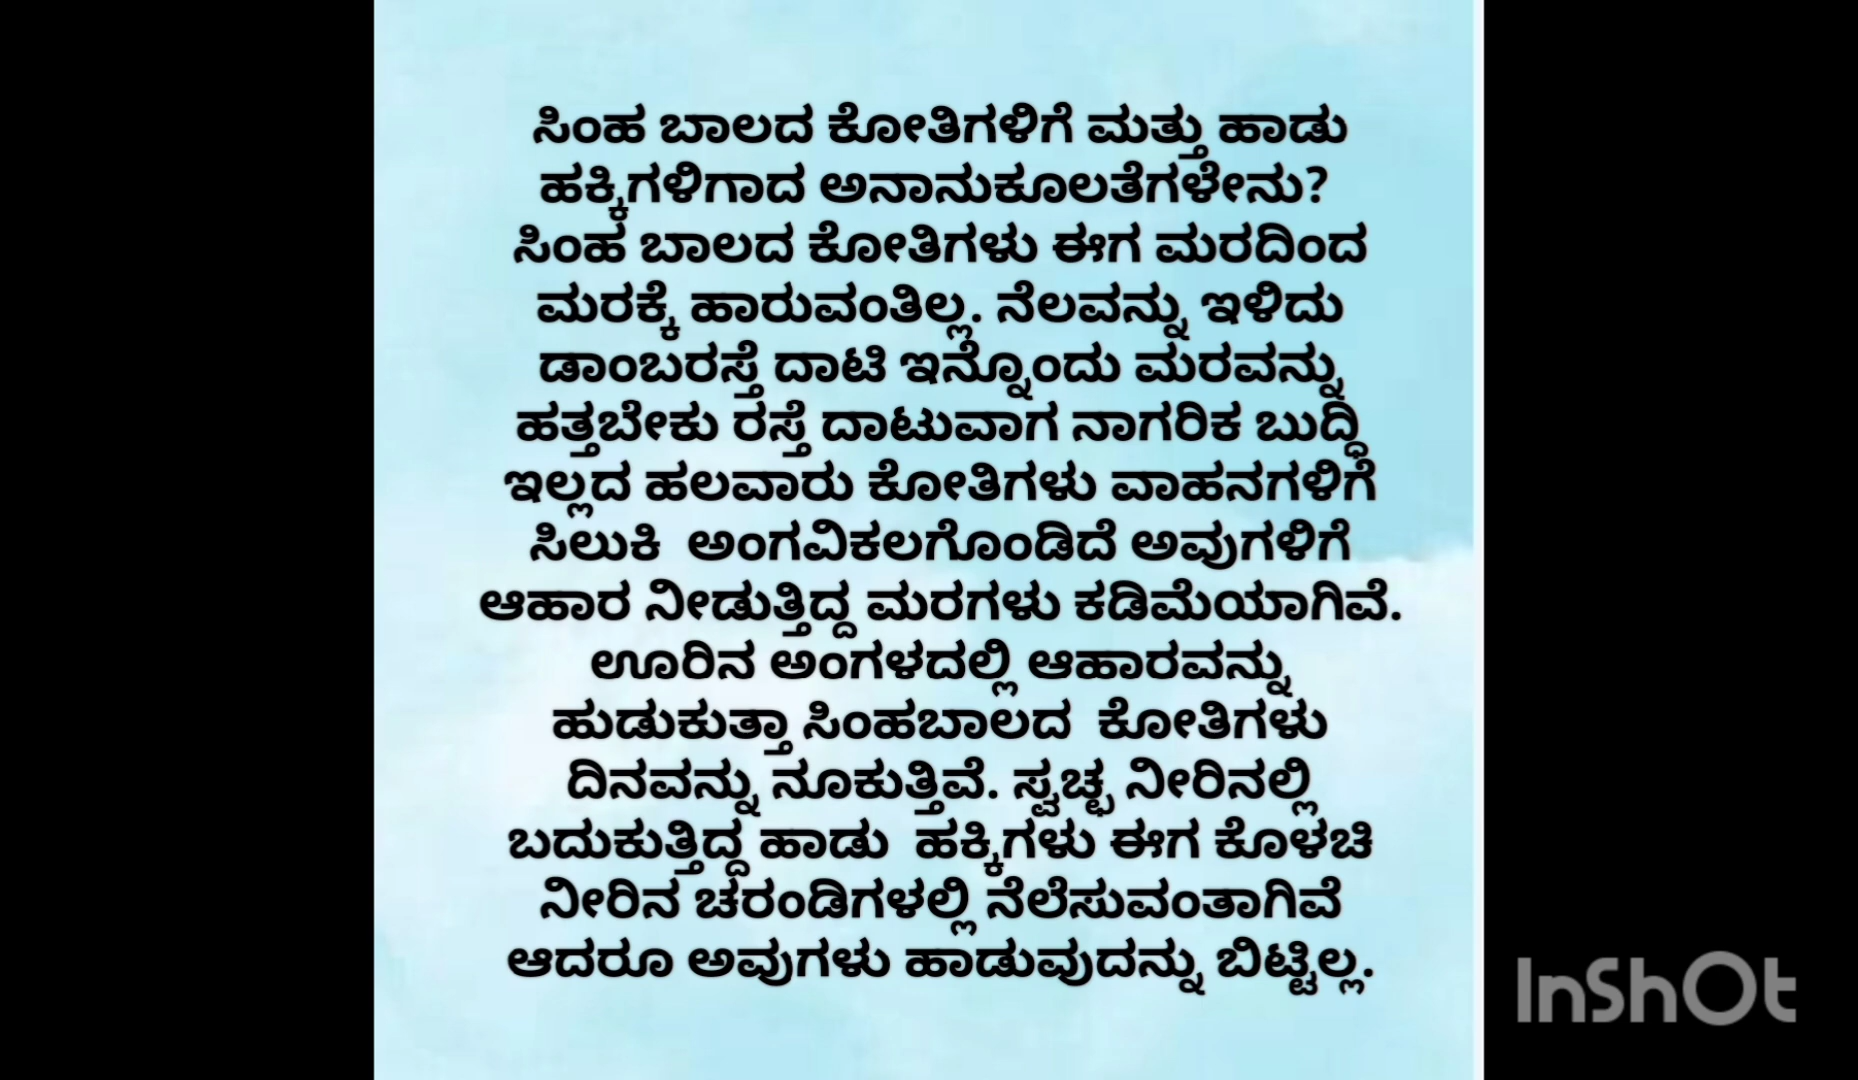 ಸಿಂಹ ಬಾಲದ ಕೋತಿಗಳಿಗೆ ಮತ್ತು ಹಾಡು
ಹಕ್ಕಿಗಳಿಗಾದ ಅನಾನುಕೂಲತೆಗಳೇನು?
ಸಿಂಹ ಬಾಲದ ಕೋತಿಗಳು ಈಗ ಮರದಿಂದ
ಮರಕ್ಕೆ ಹಾರುವಂತಿಲ್ಲ. ನೆಲವನ್ನು ಇಳಿದು
ಡಾಂಬರಸ್ತೆ ದಾಟಿ ಇನ್ನೊಂದು ಮರವನ್ನು
ಹತ್ತಬೇಕು ರಸ್ತೆ ದಾಟುವಾಗ ನಾಗರಿಕ ಬುದ್ಧಿ
ಇಲ್ಲದ ಹಲವಾರು ಕೋತಿಗಳು ವಾಹನಗಳಿಗೆ
ಸಿಲುಕಿ ಅಂಗವಿಕಲಗೊಂಡಿದೆ ಅವುಗಳಿಗೆ
ಆಹಾರ ನೀಡುತ್ತಿದ್ದ ಮರಗಳು ಕಡಿಮೆಯಾಗಿವೆ.
ಊರಿನ ಅಂಗಳದಲ್ಲಿ ಆಹಾರವನ್ನು
ಹುಡುಕುತ್ತಾ ಸಿಂಹಬಾಲದ ಕೋತಿಗಳು
ದಿನವನ್ನು ನೂಕುತ್ತಿವೆ. ಸ್ವಚ್ಛ ನೀರಿನಲ್ಲಿ
ಬದುಕುತ್ತಿದ್ದ ಹಾಡು ಹಕ್ಕಿಗಳು ಈಗ ಕೊಳಚಿ
ನೀರಿನ ಚರಂಡಿಗಳಲ್ಲಿ ನೆಲೆಸುವಂತಾಗಿವೆ
ಆದರೂ ಅವುಗಳು ಹಾಡುವುದನ್ನು ಬಿಟ್ಟಿಲ್ಲ.
InShOt